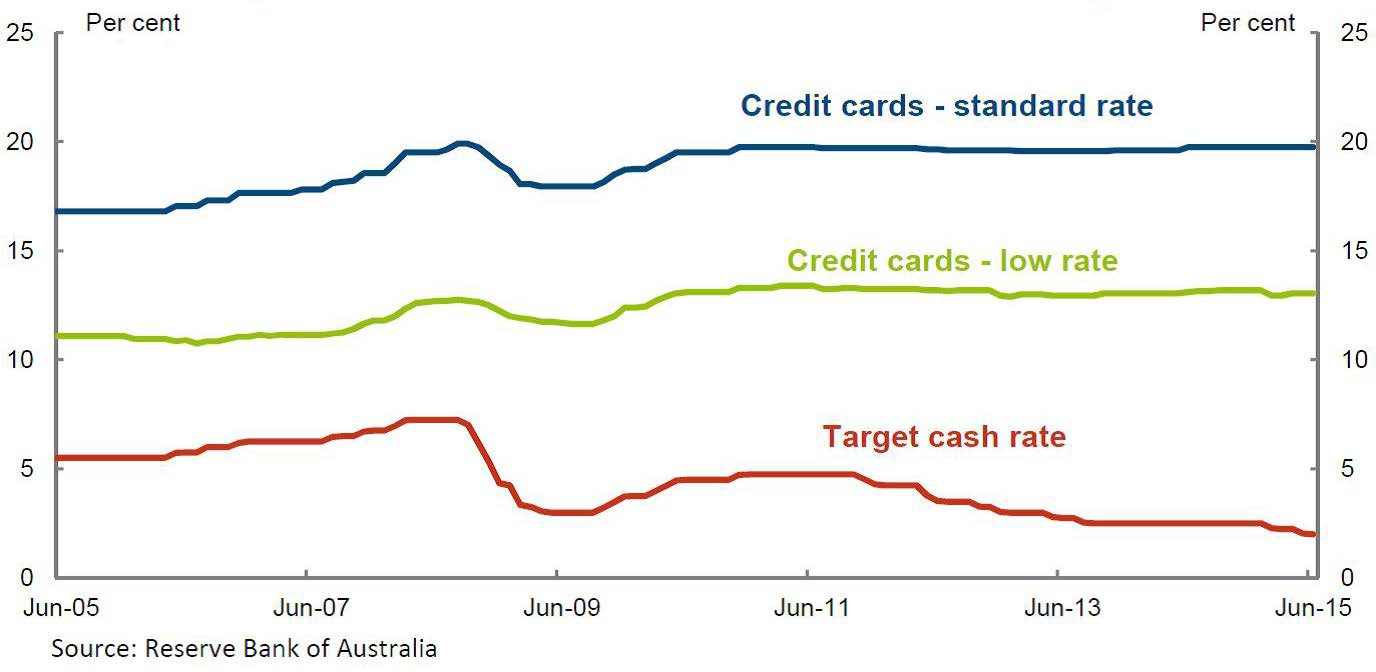 Per cent Per cent
25 25
Credit cards - standard rate
20 20
15 15
Credit cards - low rate
10 10
Target cash rate
5 5
0 0
Jun-05 Jun-07 Jun-09 Jun-11 Jun-13 Jun-15
Source: Reserve Bank of Australia